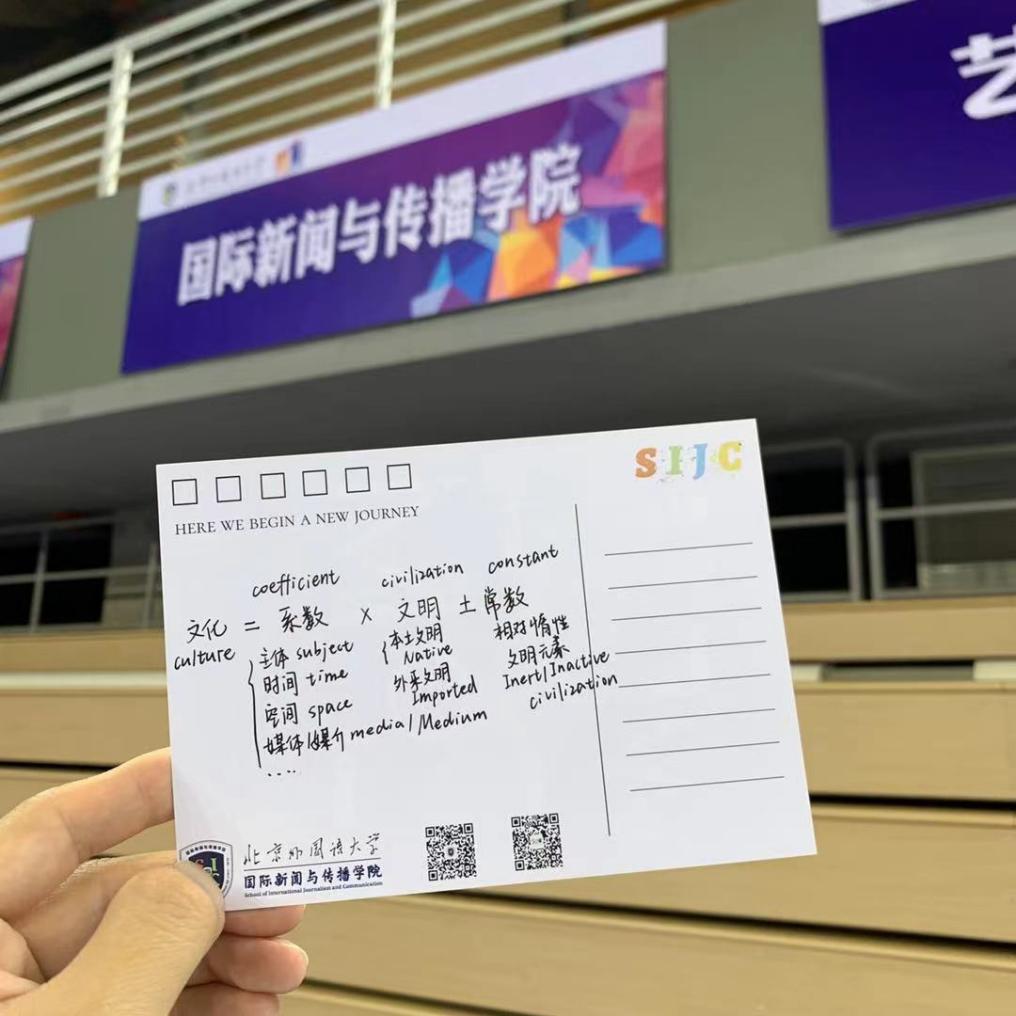 国际新闻与传播学院
艺
SIJC
HERE WE BEGIN A NEW JOURNEY
coefficient civilization constant
文化 = 系数 × 文明 ± 常数
culture
主体 subject
时间 time
空间 space
媒体/媒介 media/Medium
....
本土文明
Native
外来文明
Imported
相对惰性
文明元素
Inert/Inactive
civilization
北京外国语大学
国际新闻与传播学院
School of International Journalism and Communication